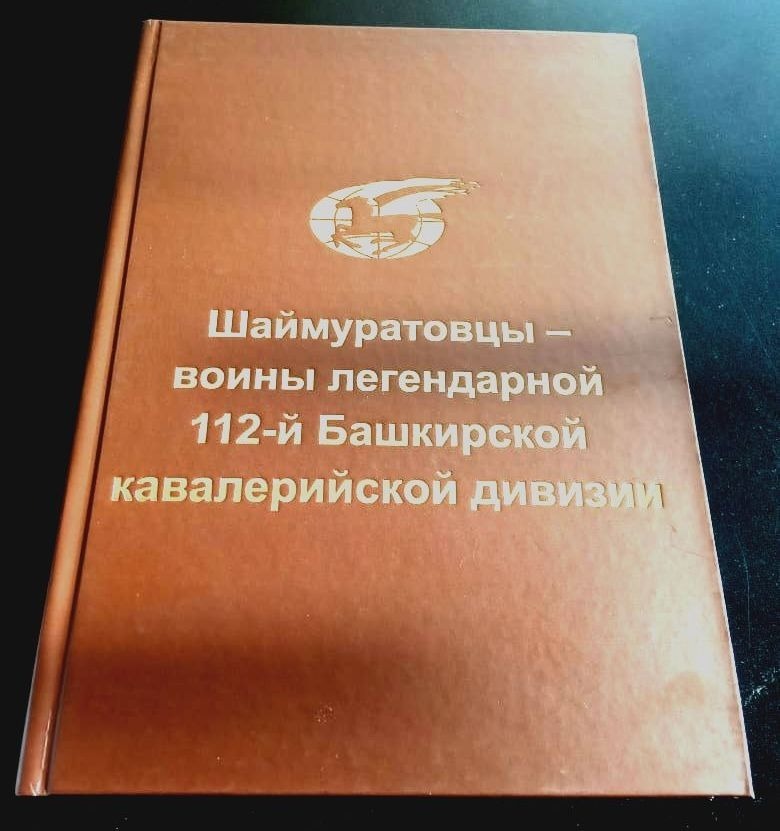 Шаймуратовцы –
воины легендарной
112-й Башкирской
кавалерийской дивизии